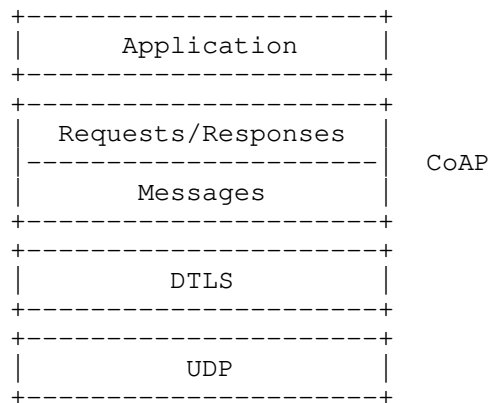 Application
Requests/Responses
CoAP
Messages
DTLS
UDP